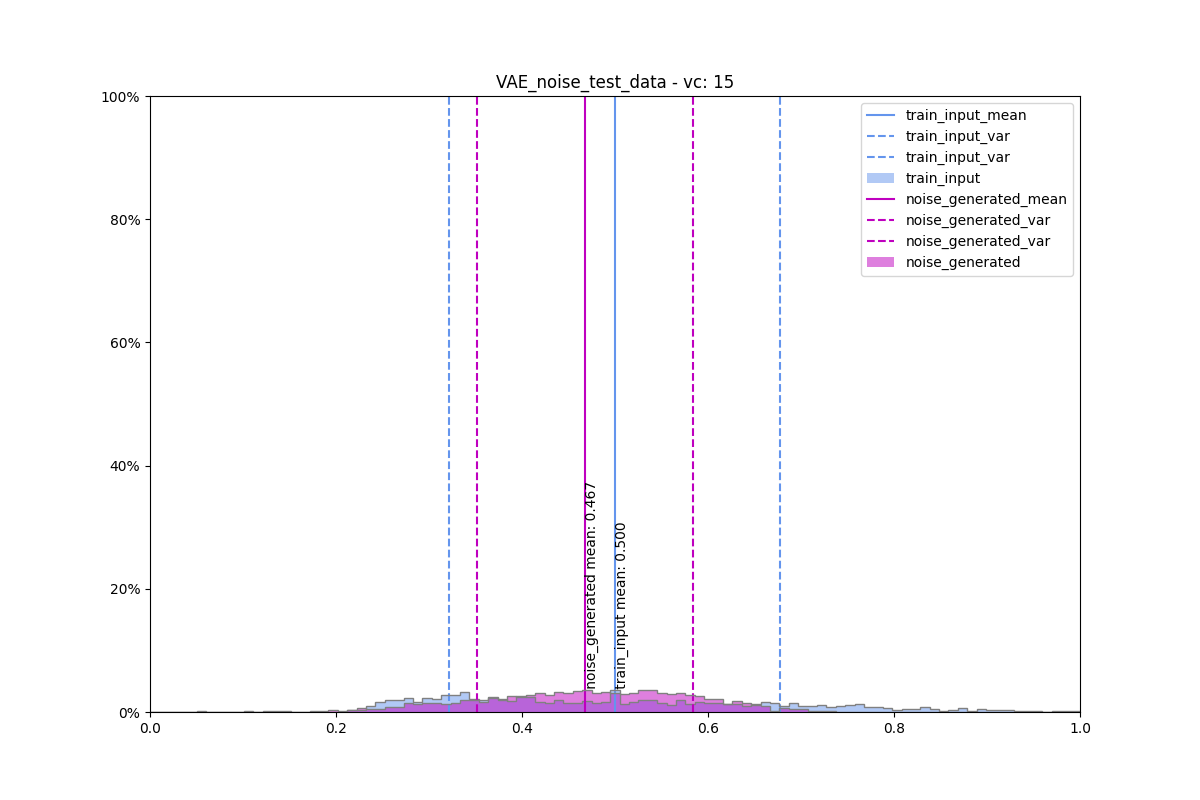 VAE_noise_test_data - vc: 15
100%
80%
60%
40%
20%
0%
train_input_mean
train_input_var
train_input_var
train_input
noise_generated_mean
noise_generated_var
noise_generated_var
noise_generated
noise_generated mean: 0.467
train_input mean: 0.500
0.0
0.2
0.4
0.6
0.8
1.0